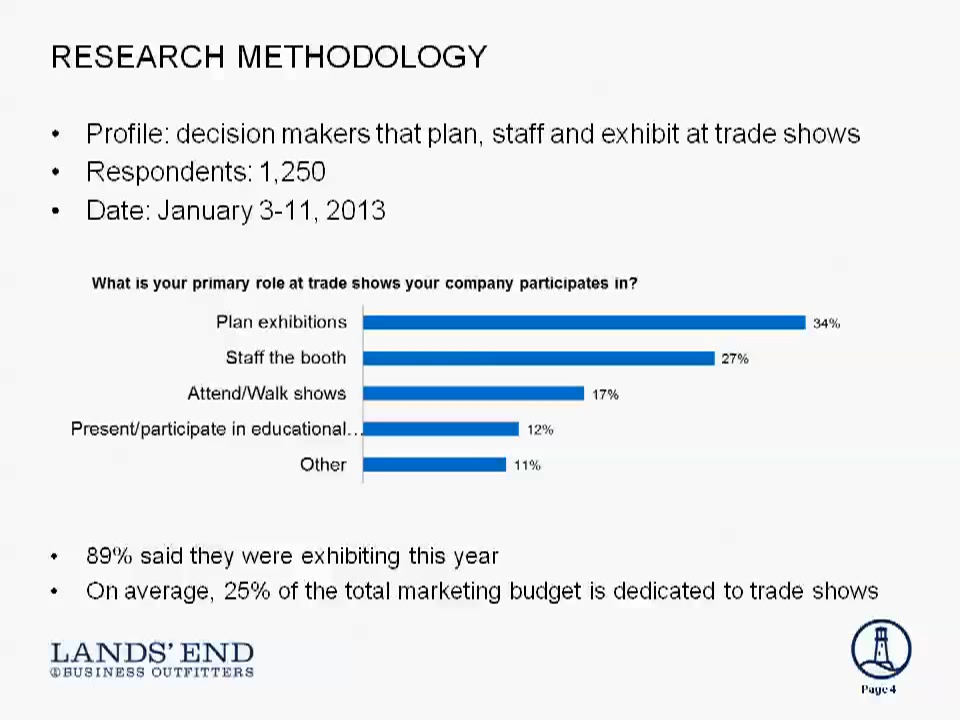 RESEARCH METHODOLOGY
• Profile: decision makers that plan, staff and exhibit at trade shows
• Respondents: 1,250
• Date: January 3-11, 2013
What is your primary role at trade shows your company participates in?
Plan exhibitions 34%
Staff the booth 27%
Attend/Walk shows 17%
Present/participate in educational... 12%
Other 11%
• 89% said they were exhibiting this year
• On average, 25% of the total marketing budget is dedicated to trade shows
LANDS' END
@BUSINESS OUTFITTERS
Page 4